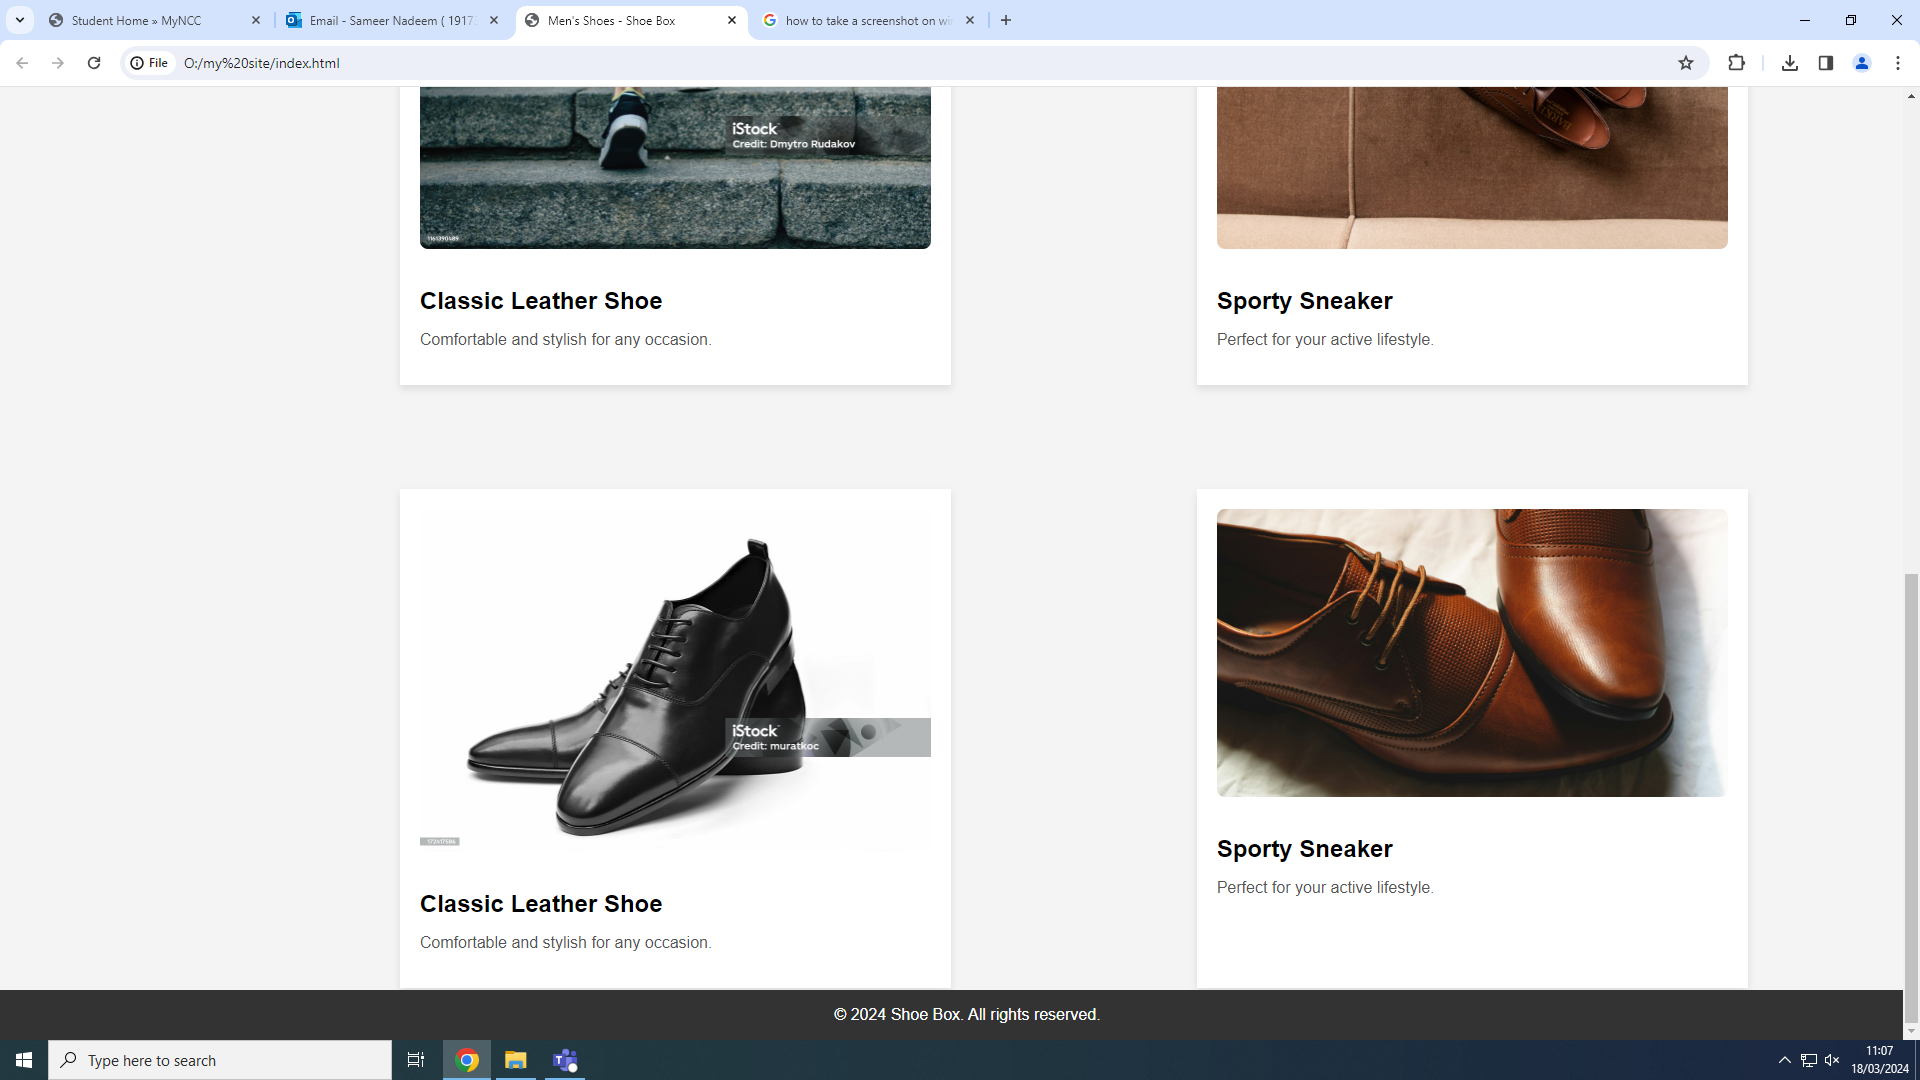 Student Home » MyNCC
Email - Sameer Nadeem ( 1917
Men's Shoes - Shoe Box
how to take a screenshot on wi
File
O:/my%20site/index.html
iStock
Credit: Dmytro Rudakov
1161390489
Classic Leather Shoe
Comfortable and stylish for any occasion.
Sporty Sneaker
Perfect for your active lifestyle.
iStock
Credit: muratkoc
Classic Leather Shoe
Comfortable and stylish for any occasion.
Sporty Sneaker
Perfect for your active lifestyle.
© 2024 Shoe Box. All rights reserved.
Type here to search
11:07
18/03/2024